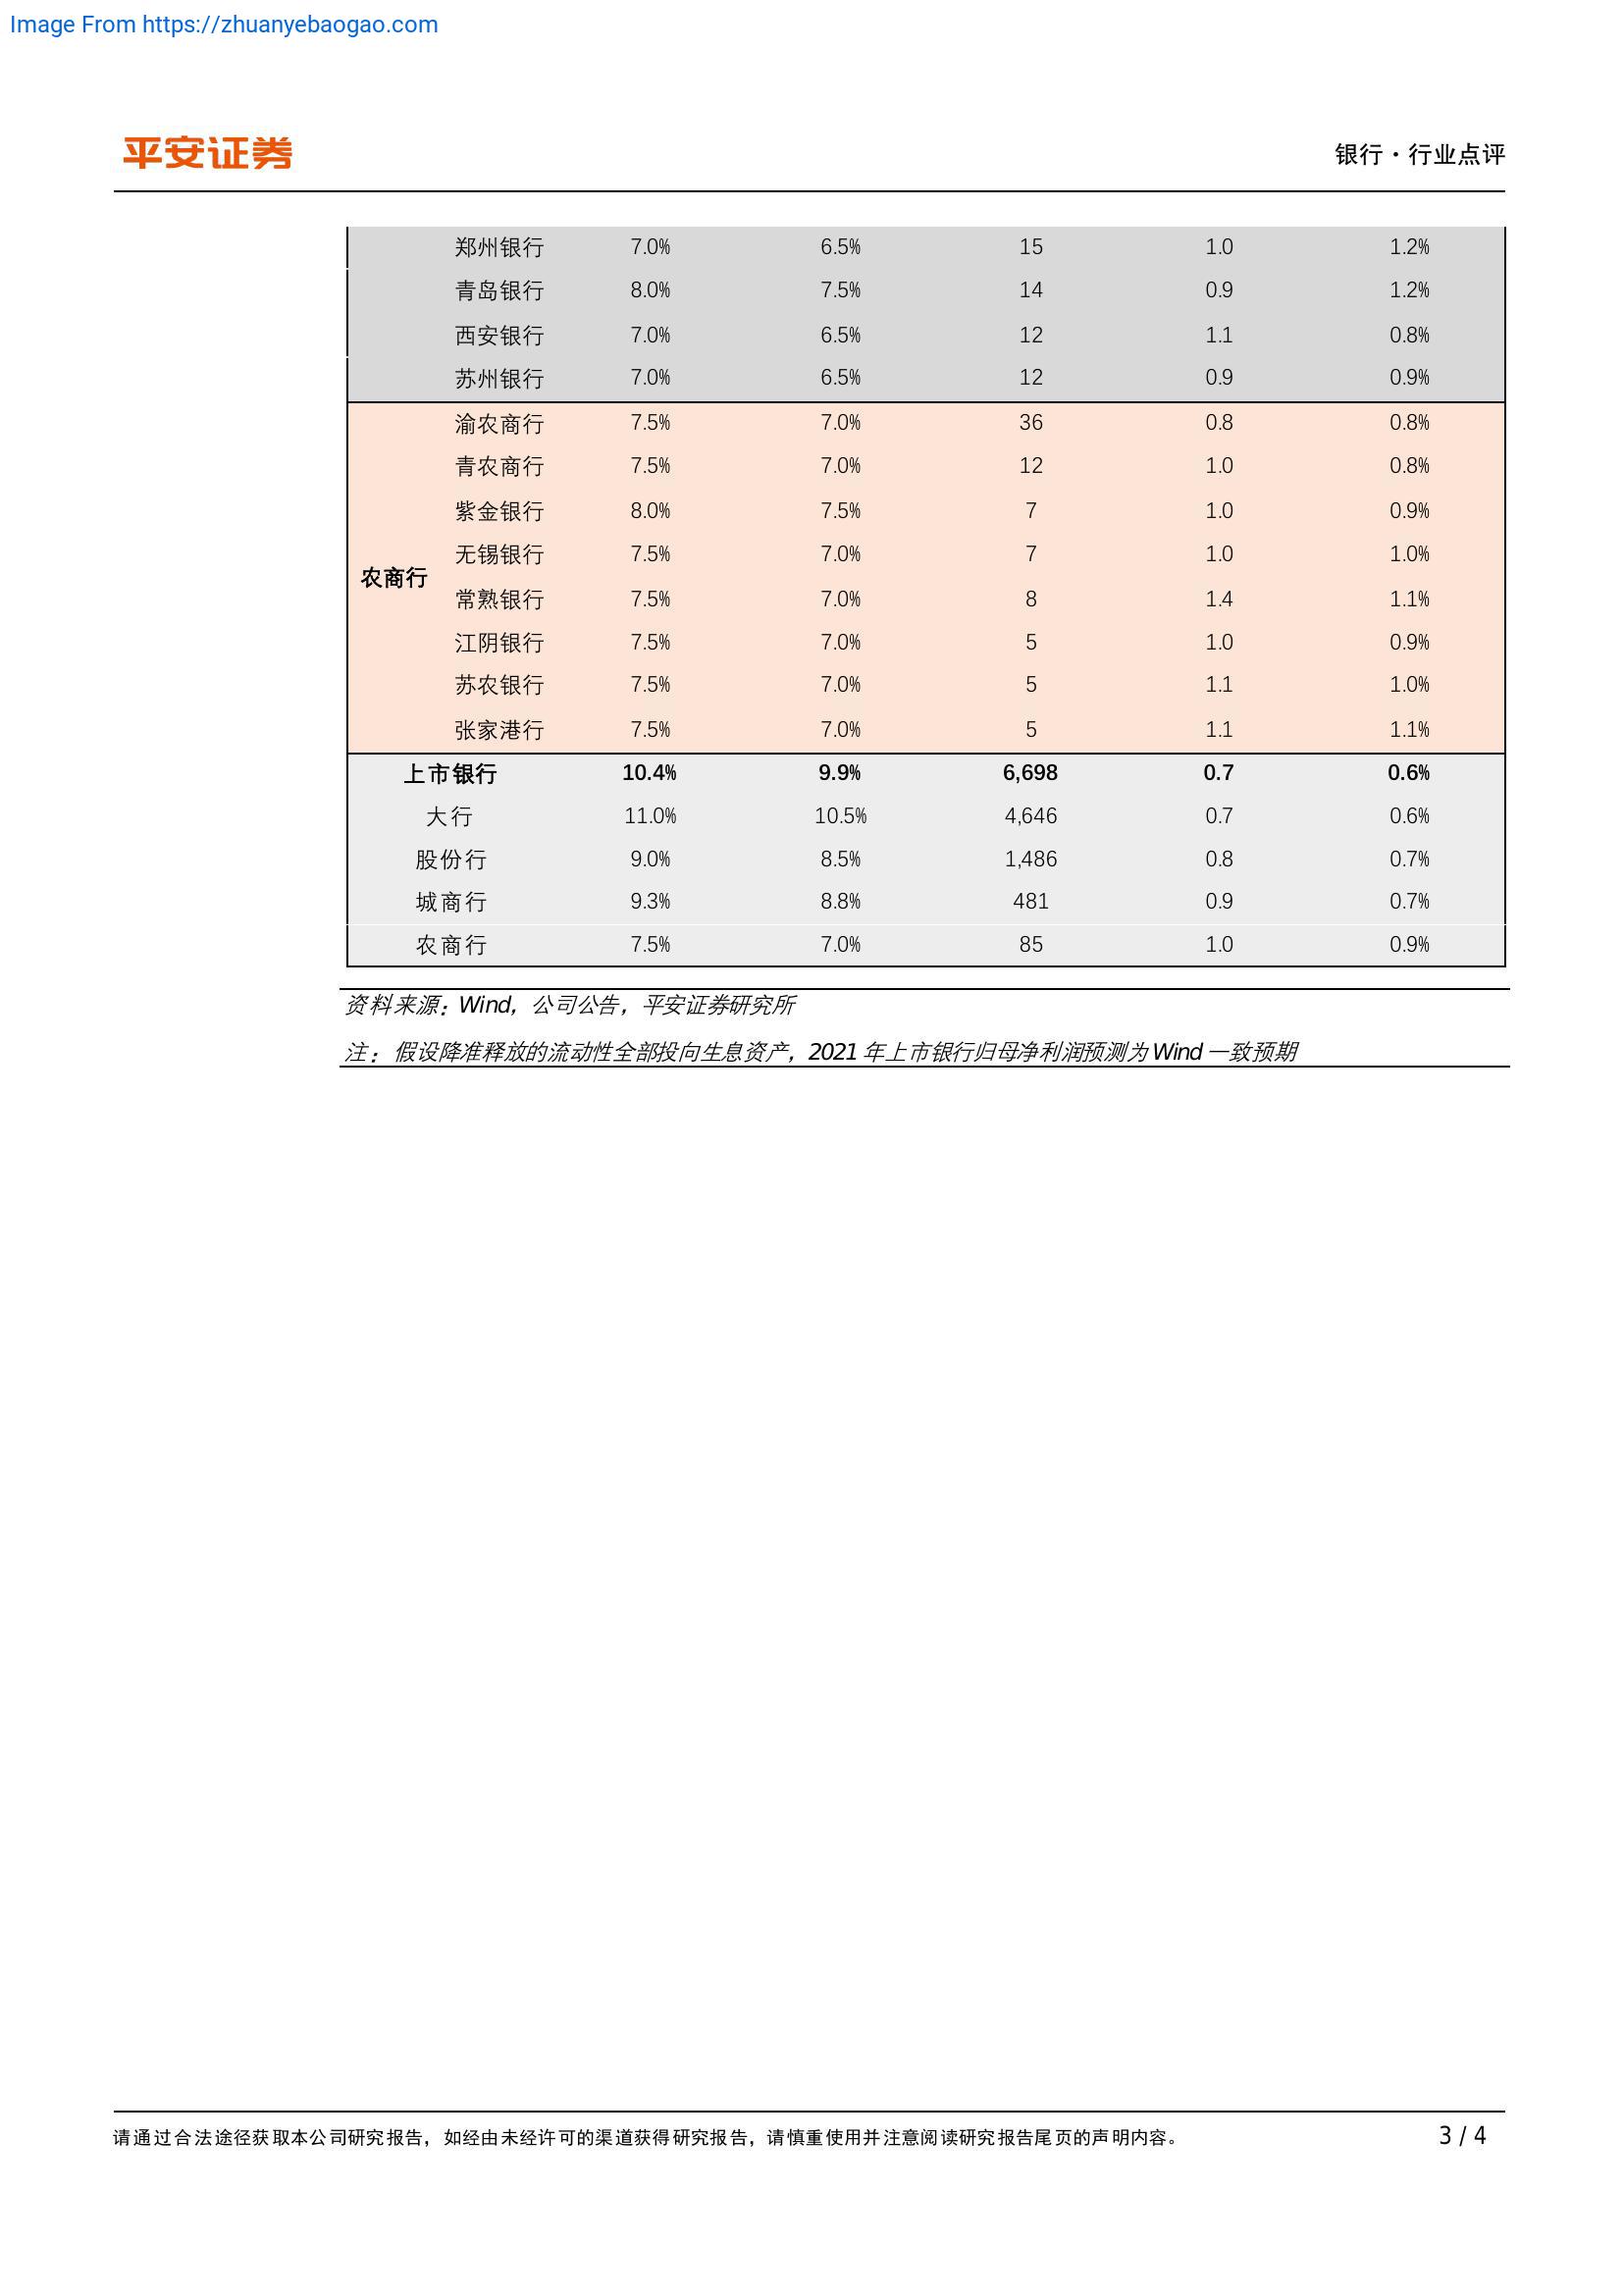 Image From https://zhuanyebaogao.com
平安证券
银行·行业点评
郑州银行 7.0% 6.5% 15 1.0 1.2%
青岛银行 8.0% 7.5% 14 0.9 1.2%
西安银行 7.0% 6.5% 12 1.1 0.8%
苏州银行 7.0% 6.5% 12 0.9 0.9%
渝农商行 7.5% 7.0% 36 0.8 0.8%
青农商行 7.5% 7.0% 12 1.0 0.8%
紫金银行 8.0% 7.5% 7 1.0 0.9%
无锡银行 7.5% 7.0% 7 1.0 1.0%
农商行
常熟银行 7.5% 7.0% 8 1.4 1.1%
江阴银行 7.5% 7.0% 5 1.0 0.9%
苏农银行 7.5% 7.0% 5 1.1 1.0%
张家港行 7.5% 7.0% 5 1.1 1.1%
上市银行 10.4% 9.9% 6,698 0.7 0.6%
大行 11.0% 10.5% 4,646 0.7 0.6%
股份行 9.0% 8.5% 1,486 0.8 0.7%
城商行 9.3% 8.8% 481 0.9 0.7%
农商行 7.5% 7.0% 85 1.0 0.9%
资料来源：Wind，公司公告，平安证券研究所
注：假设降准释放的流动性全部投向生息资产，2021 年上市银行归母净利润预测为 Wind 一致预期
请通过合法途径获取本公司研究报告，如经由未经许可的渠道获得研究报告，请慎重使用并注意阅读研究报告尾页的声明内容。
3 / 4